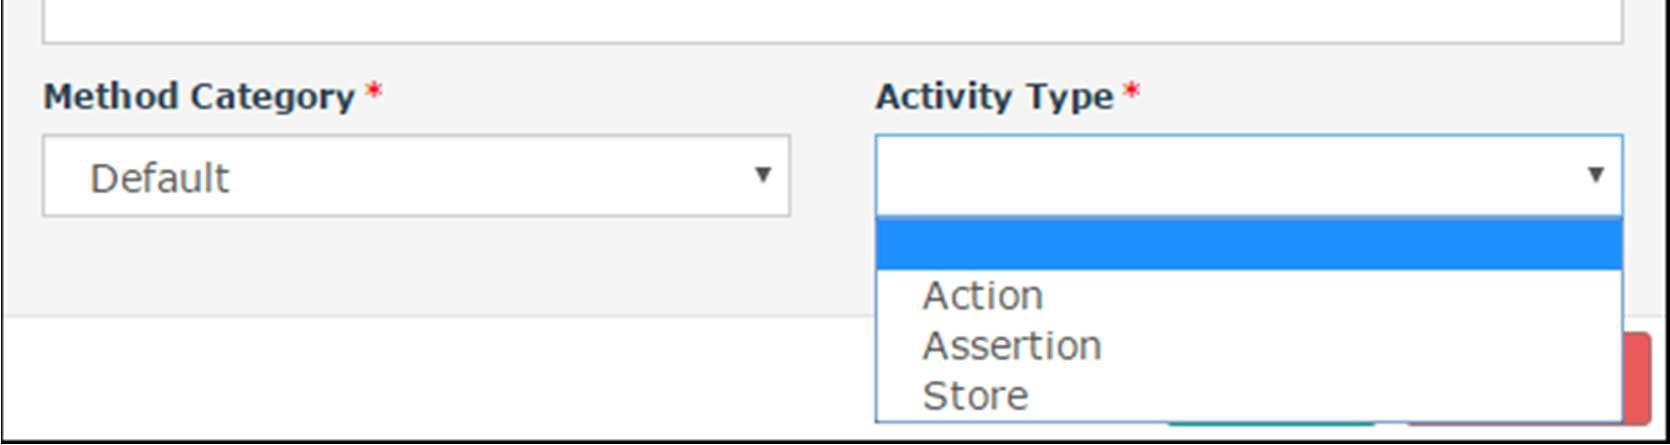 Method Category *
Activity Type *
Default
Action
Assertion
Store